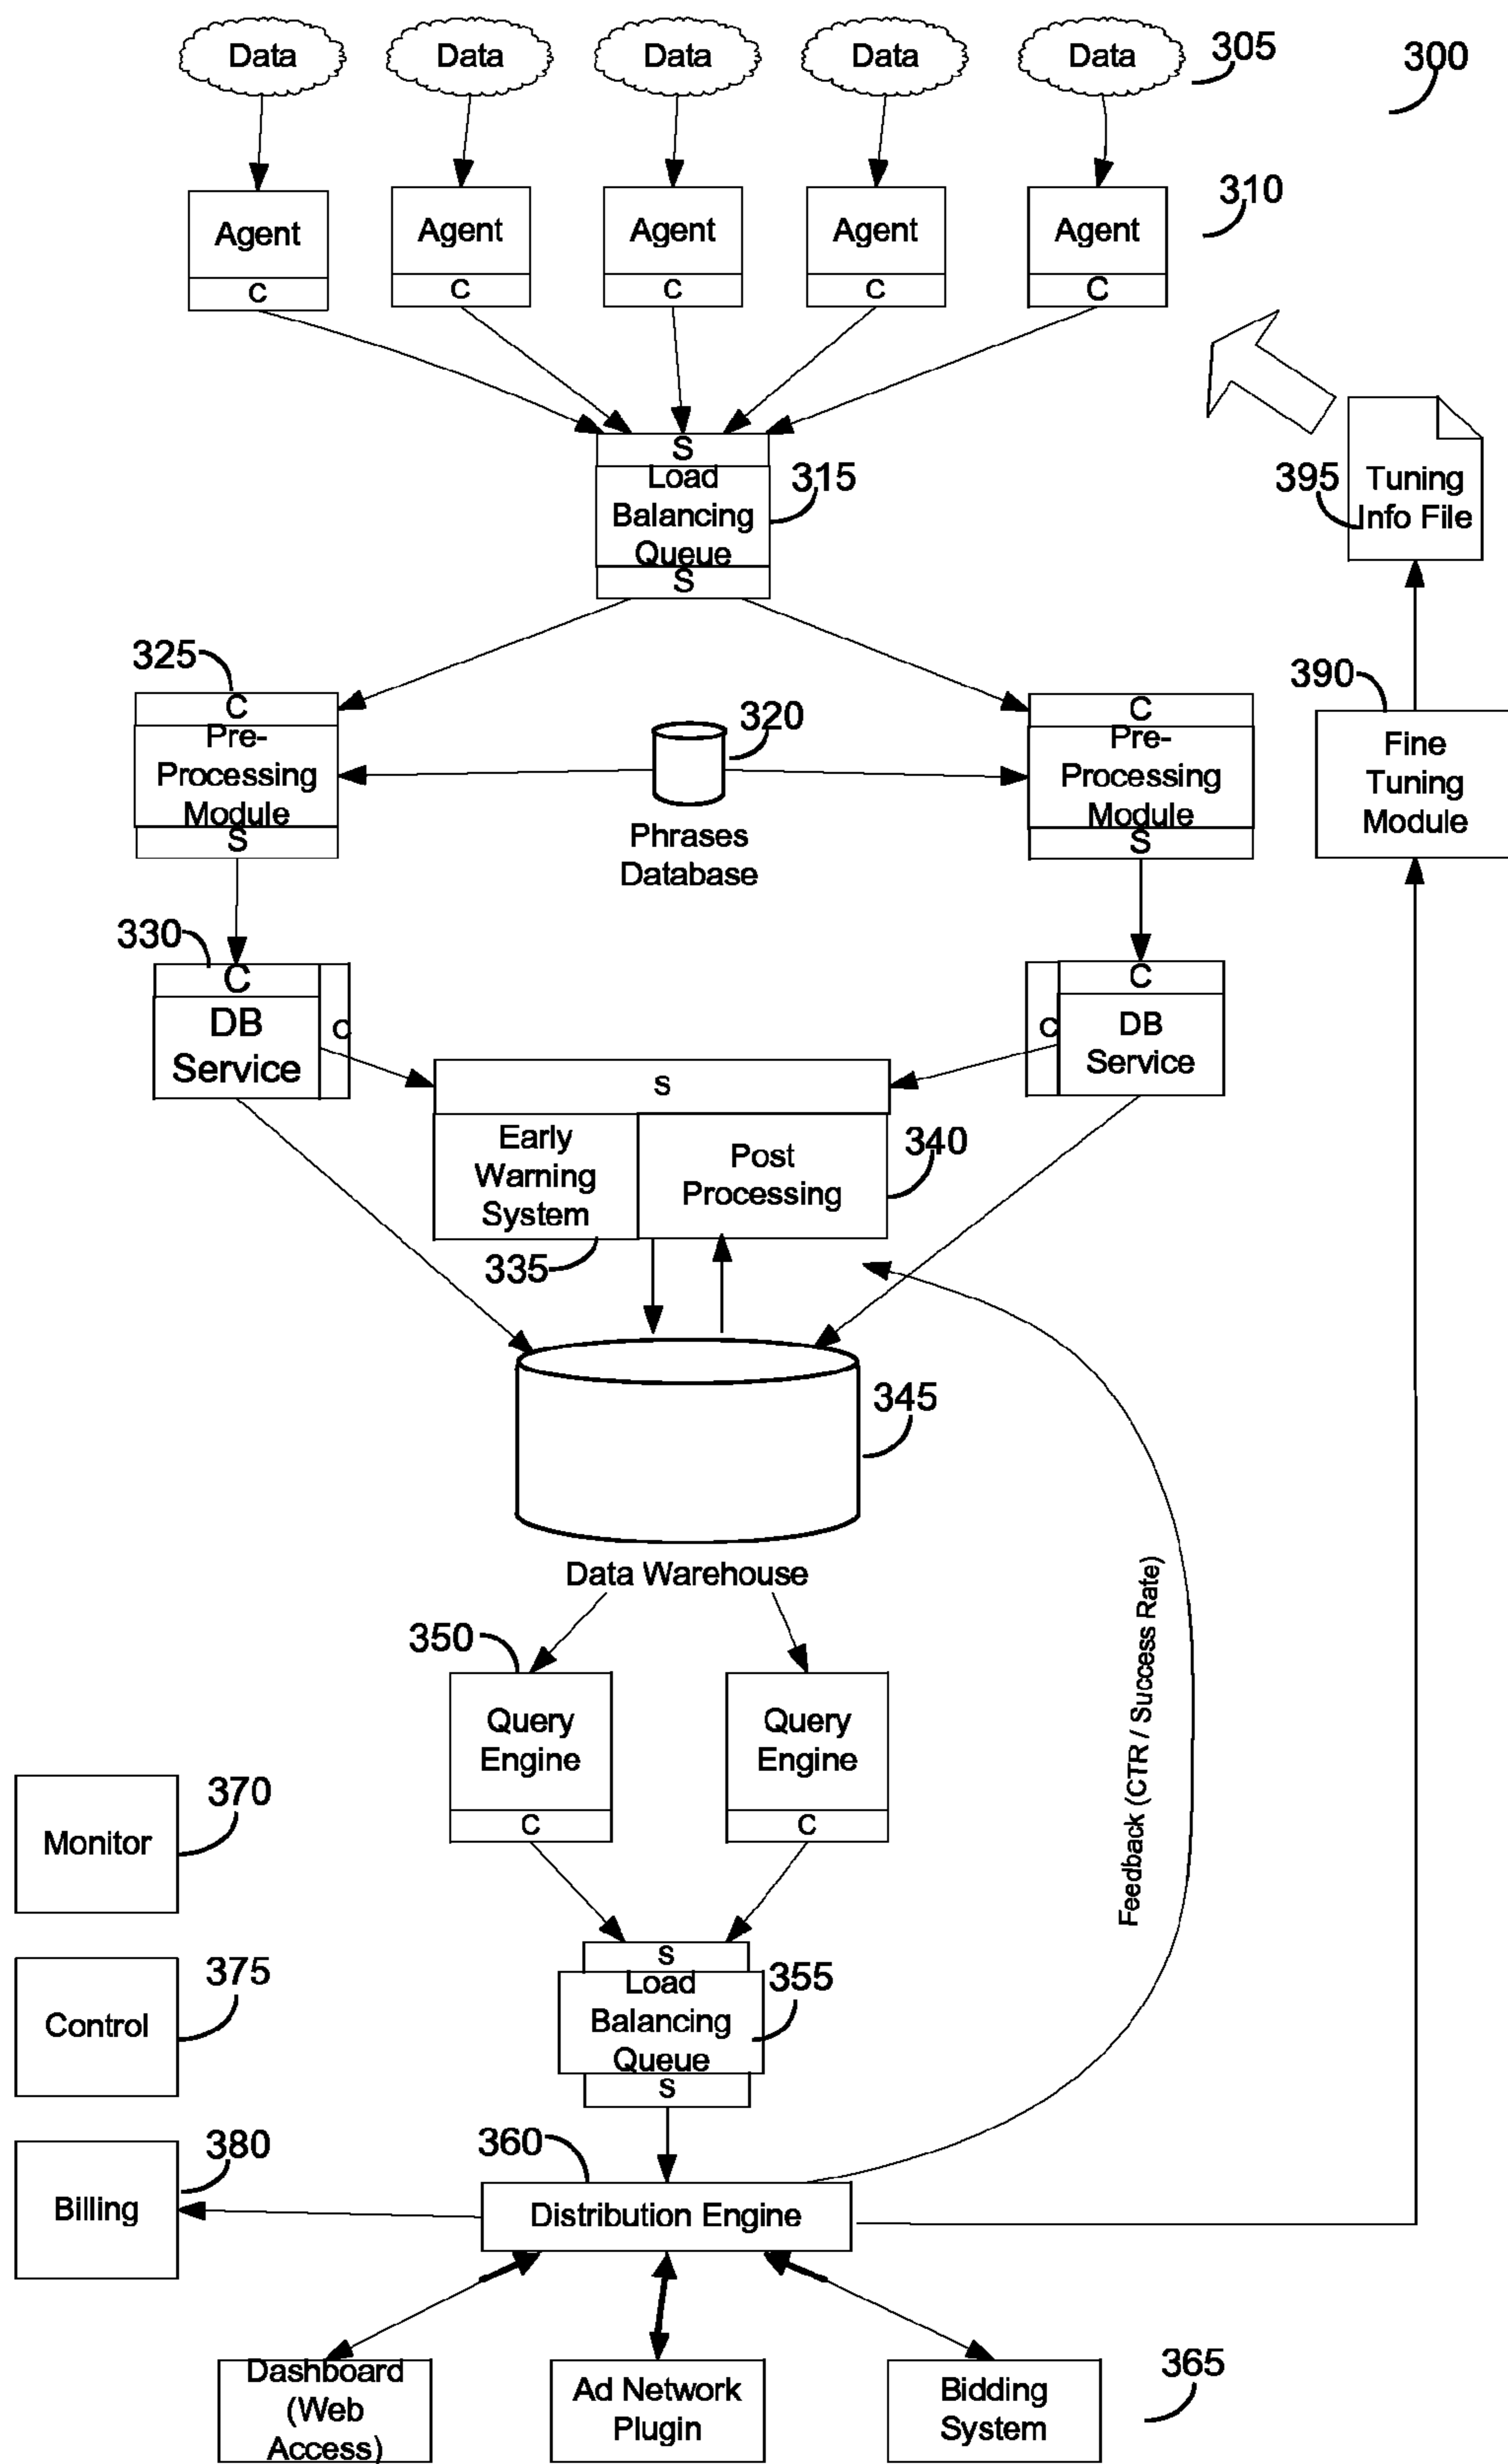 Data
Data
Data
Data
Data
305
300
Agent
C
Agent
C
Agent
C
Agent
C
Agent
C
310
S
Load
Balancing
Queue
S
315
395
Tuning
Info File
325
C
Pre-
Processing
Module
S
320
Phrases
Database
C
Pre-
Processing
Module
S
390
Fine
Tuning
Module
330
C
DB
Service
C
C
C
DB
Service
S
Early
Warning
System
335
Post
Processing
340
345
Data Warehouse
Feedback (CTR / Success Rate)
350
Query
Engine
C
Query
Engine
C
Monitor
370
Control
375
S
Load
Balancing
Queue
S
355
Billing
380
360
Distribution Engine
Dashboard
(Web
Access)
Ad Network
Plugin
Bidding
System
365